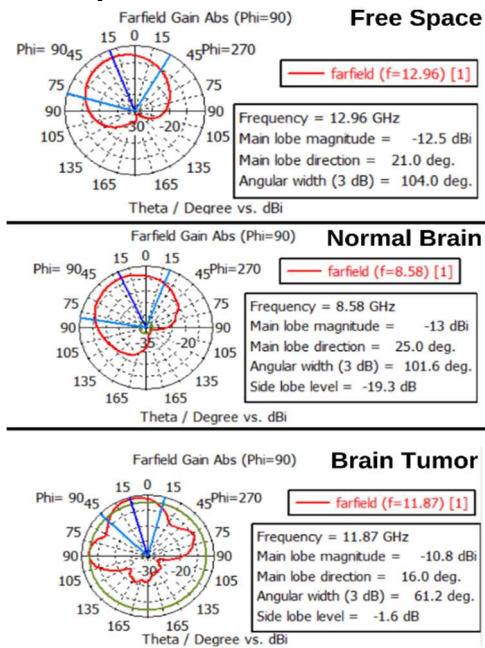 Farfield Gain Abs (Phi=90)
Free Space
Phi= 90 45 15 0 15 45 Phi=270
75 75
90 -30 -20 90
105 105
135 135
165 165
farfield (f=12.96) [1]
Frequency = 12.96 GHz
Main lobe magnitude = -12.5 dBi
Main lobe direction = 21.0 deg.
Angular width (3 dB) = 104.0 deg.
Theta / Degree vs. dBi
Farfield Gain Abs (Phi=90)
Normal Brain
Phi= 90 45 15 0 15 45 Phi=270
75 75
90 -35 -20 90
105 105
135 135
165 165
farfield (f=8.58) [1]
Frequency = 8.58 GHz
Main lobe magnitude = -13 dBi
Main lobe direction = 25.0 deg.
Angular width (3 dB) = 101.6 deg.
Side lobe level = -19.3 dB
Theta / Degree vs. dBi
Farfield Gain Abs (Phi=90)
Brain Tumor
Phi= 90 45 15 0 15 45 Phi=270
75 75
90 -20 90
105 105
135 135
165 165
farfield (f=11.87) [1]
Frequency = 11.87 GHz
Main lobe magnitude = -10.8 dBi
Main lobe direction = 16.0 deg.
Angular width (3 dB) = 61.2 deg.
Side lobe level = -1.6 dB
Theta / Degree vs. dBi